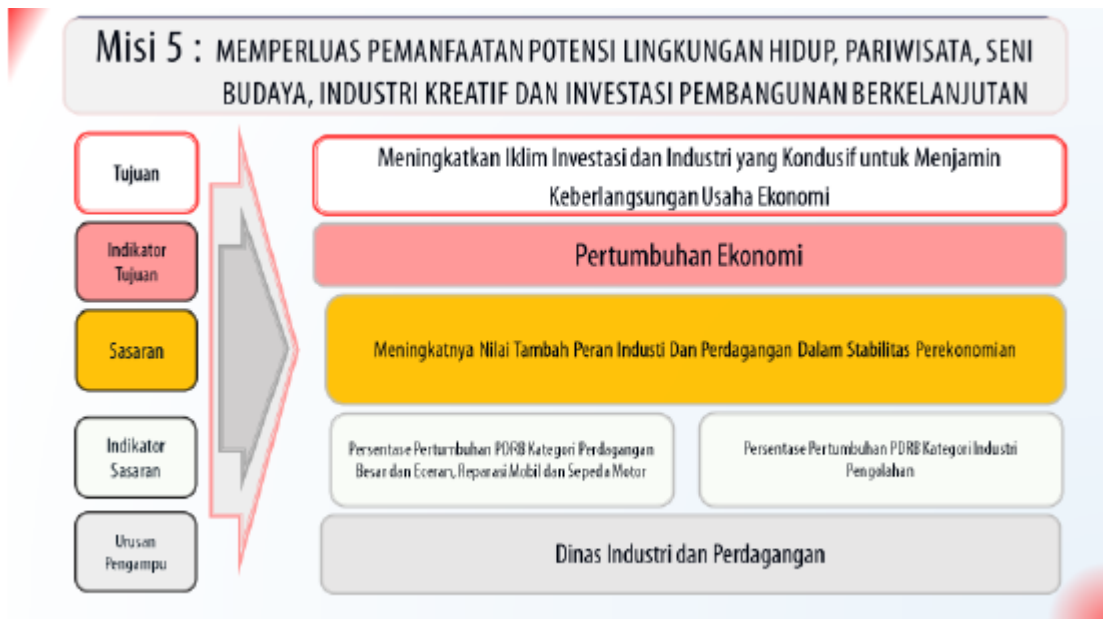 Misi 5 : MEMPERLUAS PEMANFAATAN POTENSI LINGKUNGAN HIDUP, PARIWISATA, SENI
BUDAYA, INDUSTRI KREATIF DAN INVESTASI PEMBANGUNAN BERKELANJUTAN
Tujuan
Meningkatkan Iklim Investasi dan Industri yang Kondusif untuk Menjamin
Keberlangsungan Usaha Ekonomi
Indikator
Tujuan
Pertumbuhan Ekonomi
Sasaran
Meningkatnya Nilai Tambah Peran Industi Dan Perdagangan Dalam Stabilitas Perekonomian
Indikator
Sasaran
Persentase Pertumbuhan PDRB Kategori Perdagangan
Besar dan Eceran, Reparasi Mobil dan Sepeda Motor
Persentase Pertumbuhan PDRB Kategori Industri
Pengolahan
Urusan
Pengampu
Dinas Industri dan Perdagangan